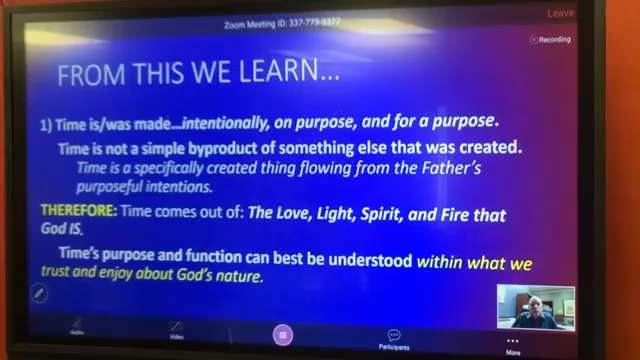 Zoom Meeting ID: 337-773-3377
Leave
Recording
FROM THIS WE LEARN...
1) Time is/was made...intentionally, on purpose, and for a purpose.
Time is not a simple byproduct of something else that was created.
Time is a specifically created thing flowing from the Father's
purposeful intentions.
THEREFORE: Time comes out of: The Love, Light, Spirit, and Fire that
God IS.
Time's purpose and function can best be understood within what we
trust and enjoy about God's nature.
Audio
Video
Participants
More